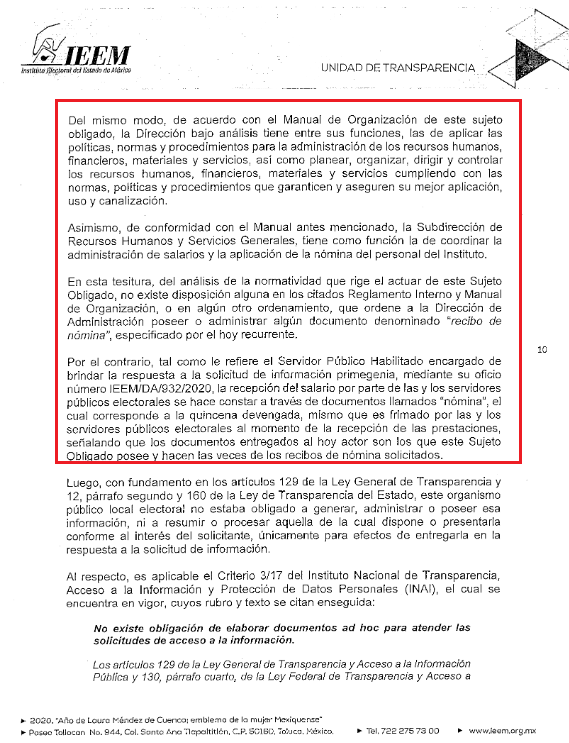 IEEM
Instituto Electoral del Estado de México
UNIDAD DE TRANSPARENCIA
Del mismo modo, de acuerdo con el Manual de Organización de este sujeto
obligado, la Dirección bajo análisis tiene entre sus funciones, las de aplicar las
políticas, normas y procedimientos para la administración de los recursos humanos,
financieros, materiales y servicios, así como planear, organizar, dirigir y controlar
los recursos humanos, financieros, materiales y servicios cumpliendo con las
normas, políticas y procedimientos que garanticen y aseguren su mejor aplicación,
uso y canalización.
Asimismo, de conformidad con el Manual antes mencionado, la Subdirección de
Recursos Humanos y Servicios Generales, tiene como función la de coordinar la
administración de salarios y la aplicación de la nómina del personal del Instituto.
En esta tesitura, del análisis de la normatividad que rige el actuar de este Sujeto
Obligado, no existe disposición alguna en los citados Reglamento Interno y Manual
de Organización, o en algún otro ordenamiento, que ordene a la Dirección de
Administración poseer o administrar algún documento denominado "recibo de
nómina", especificado por el hoy recurrente.
10
Por el contrario, tal como le refiere el Servidor Público Habilitado encargado de
brindar la respuesta a la solicitud de información primegenia, mediante su oficio
número IEEM/DA/932/2020, la recepción del salario por parte de las y los servidores
públicos electorales se hace constar a través de documentos llamados "nómina", el
cual corresponde a la quincena devengada, mismo que es frimado por las y los
servidores públicos electorales al momento de la recepción de las prestaciones,
señalando que los documentos entregados al hoy actor son los que este Sujeto
Obligado posee y hacen las veces de los recibos de nómina solicitados.
Luego, con fundamento en los artículos 129 de la Ley General de Transparencia y
12, párrafo segundo y 160 de la Ley de Transparencia del Estado, este organismo
público local electoral no estaba obligado a generar, administrar o poseer esa
información, ni a resumir o procesar aquella de la cual dispone o presentarla
conforme al interés del solicitante, únicamente para efectos de entregarla en la
respuesta a la solicitud de información.
Al respecto, es aplicable el Criterio 3/17 del Instituto Nacional de Transparencia,
Acceso a la Información y Protección de Datos Personales (INAI), el cual se
encuentra en vigor, cuyos rubro y texto se citan enseguida:
No existe obligación de elaborar documentos ad hoc para atender las
solicitudes de acceso a la información.
Los artículos 129 de la Ley General de Transparencia y Acceso a la Información
Pública y 130, párrafo cuarto, de la Ley Federal de Transparencia y Acceso a
► 2020. "Año de Laura Méndez de Cuenca; emblema de la mujer Mexiquense"
► Paseo Tollocan No. 944, Col. Santa Ana Tlapaltitlán, C.P. 50160, Toluca, México. ► Tel. 722 275 73 00 ► www.ieem.org.mx